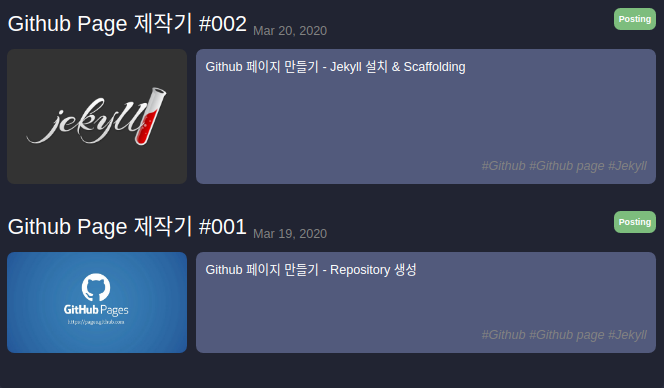 Github Page 제작기 #002 Mar 20, 2020 Posting
jekyll
Github 페이지 만들기 - Jekyll 설치 & Scaffolding
#Github #Github page #Jekyll
Github Page 제작기 #001 Mar 19, 2020 Posting
GitHub Pages
https://pages.github.com
Github 페이지 만들기 - Repository 생성
#Github #Github page #Jekyll